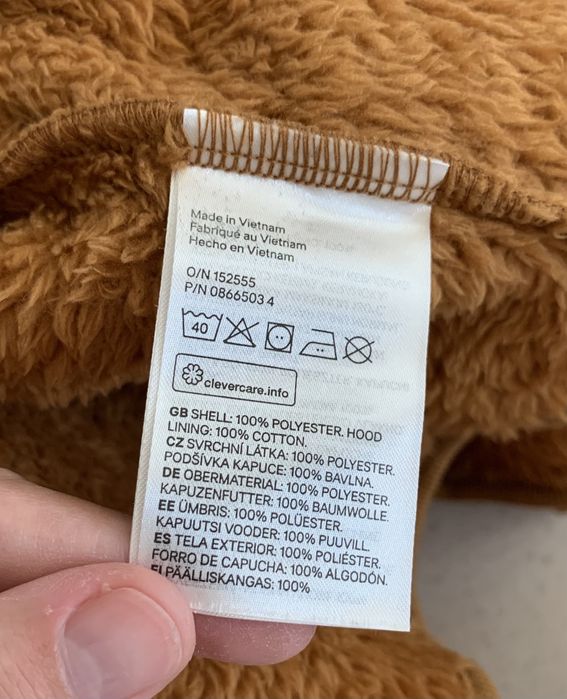 Made in Vietnam
Fabriqué au Vietnam
Hecho en Vietnam
O/N 152555
P/N 0866503 4
40
clevercare.info
GB SHELL: 100% POLYESTER. HOOD
LINING: 100% COTTON.
CZ SVRCHNÍ LÁTKA: 100% POLYESTER.
PODŠÍVKA KAPUCE: 100% BAVLNA.
DE OBERMATERIAL: 100% POLYESTER.
KAPUZENFUTTER: 100% BAUMWOLLE.
EE ÜMBRIS: 100% POLÜESTER.
KAPUUTSI VOODER: 100% PUUVILL.
ES TELA EXTERIOR: 100% POLIÉSTER.
FORRO DE CAPUCHA: 100% ALGODÓN.
FI PÄÄLLISKANGAS: 100%